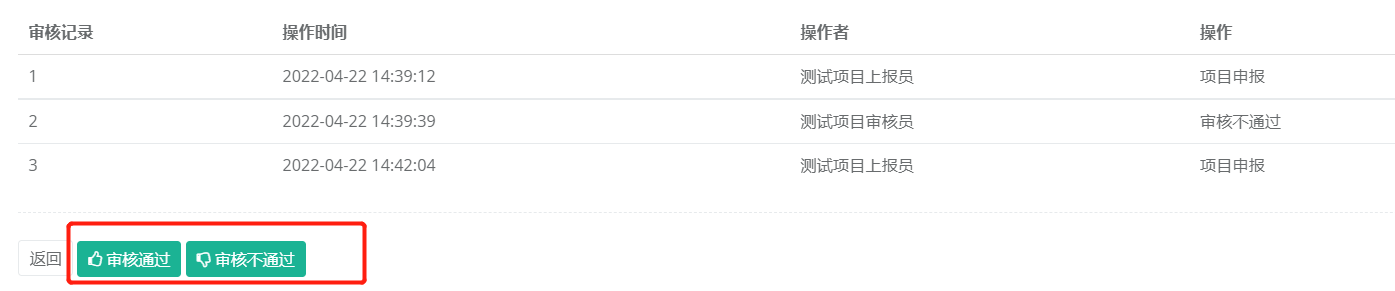 审核记录 操作时间 操作者 操作
1 2022-04-22 14:39:12 测试项目上报员 项目申报
2 2022-04-22 14:39:39 测试项目审核员 审核不通过
3 2022-04-22 14:42:04 测试项目上报员 项目申报
返回 审核通过 审核不通过